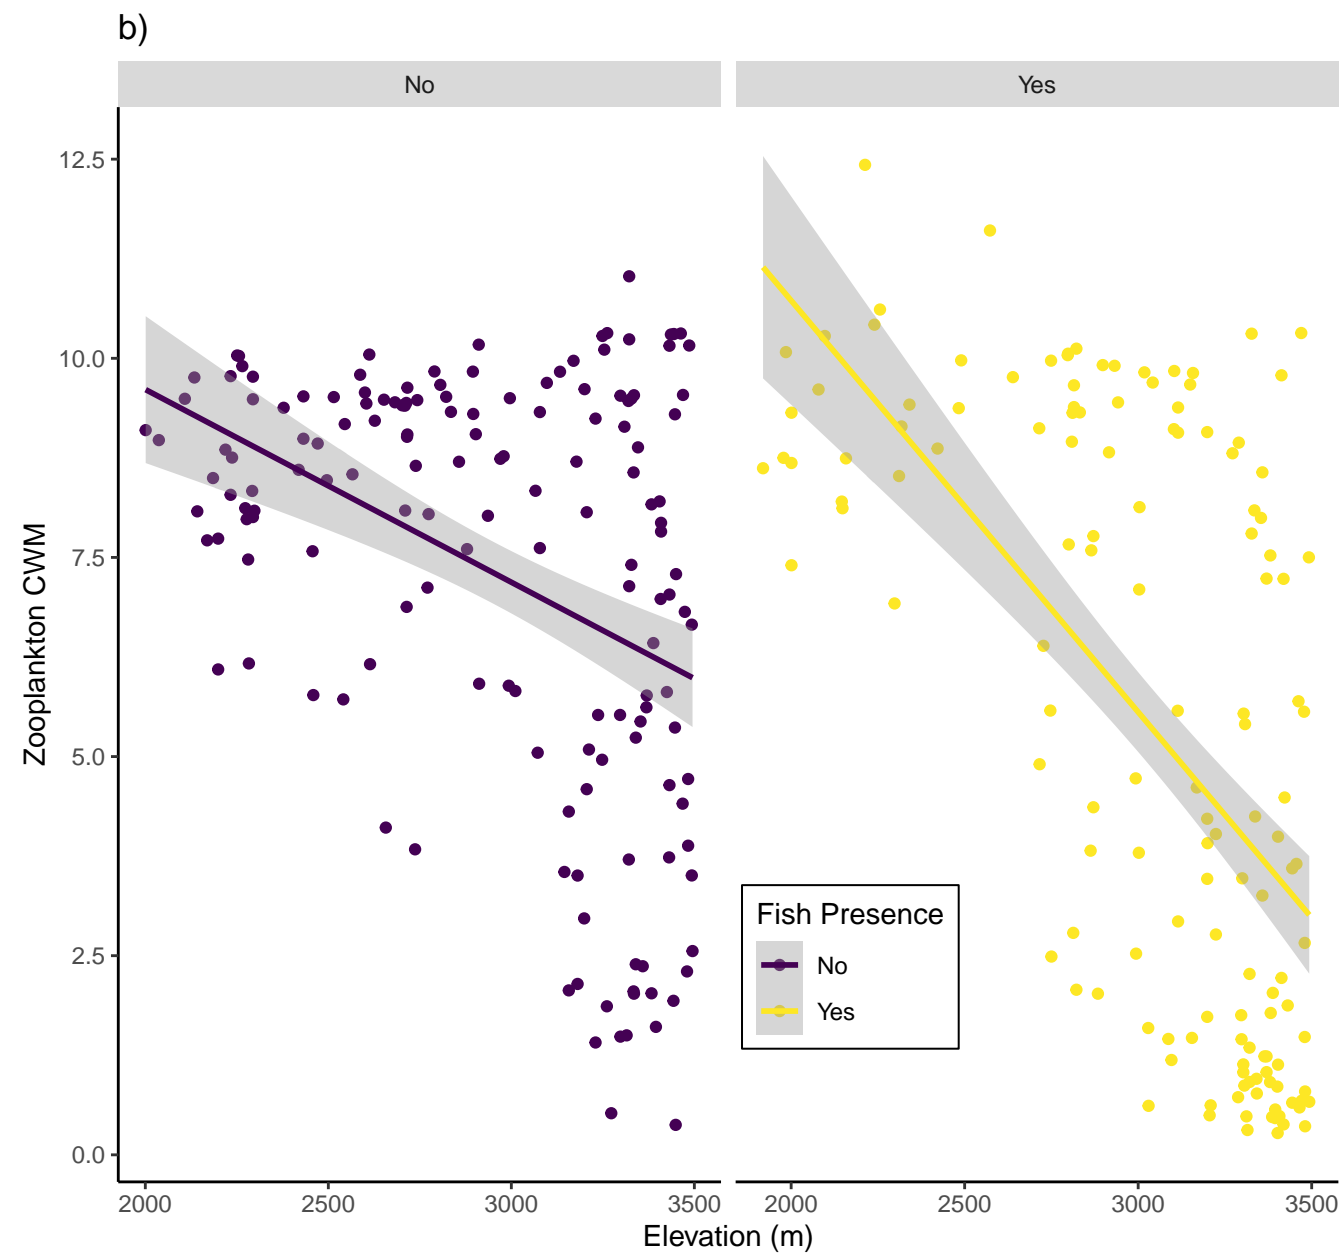 b)
No
Yes
12.5
10.0
7.5
5.0
2.5
0.0
Zooplankton CWM
Fish Presence
No
Yes
2000
2500
3000
3500
2000
2500
3000
3500
Elevation (m)